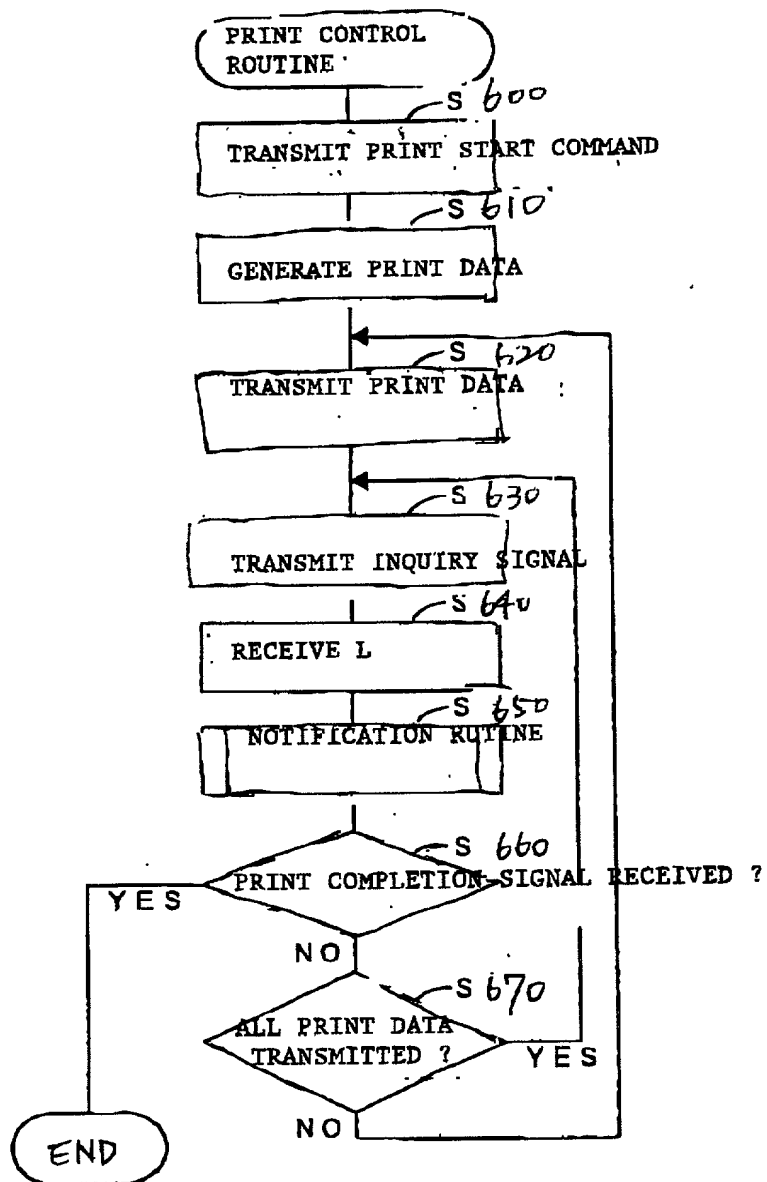 PRINT CONTROL
ROUTINE
S 600
TRANSMIT PRINT START COMMAND
S 610
GENERATE PRINT DATA
S 620
TRANSMIT PRINT DATA
S 630
TRANSMIT INQUIRY SIGNAL
S 640
RECEIVE L
S 650
NOTIFICATION RUTINE
S 660
PRINT COMPLETION SIGNAL RECEIVED ?
YES
NO
S 670
ALL PRINT DATA
TRANSMITTED ?
YES
NO
END